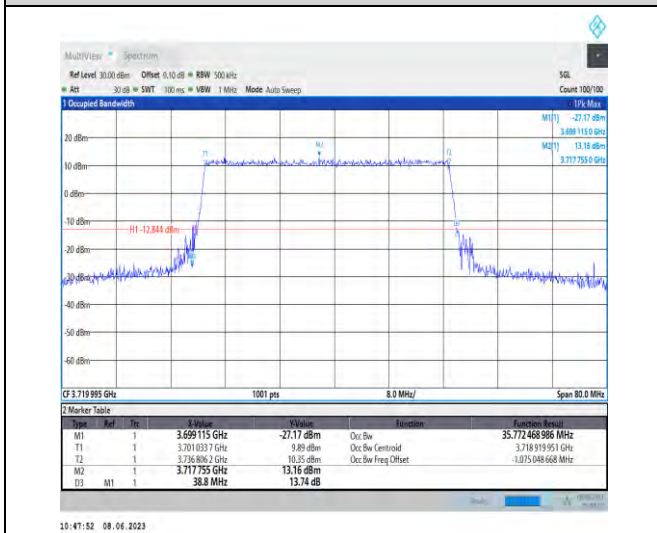 MultiView Spectrum
Ref Level 30.00 dBm Offset 0.10 dB RBW 500 kHz SGL
Att 30 dB SWT 100 ms VBW 1 MHz Mode Auto Sweep Count 100/100
1 Occupied Bandwidth 1Pk Max
M1[1] -27.17 dBm
3.699 115 0 GHz
M2[1] 13.16 dBm
3.717 755 0 GHz
20 dBm
T1 M2 T2
10 dBm
0 dBm
-10 dBm
H1 -12.844 dBm
-20 dBm
-30 dBm
-40 dBm
-50 dBm
-60 dBm
CF 3.719 995 GHz 1001 pts 8.0 MHz/ Span 80.0 MHz
2 Marker Table
Type Ref Trc X-Value Y-Value Function Function Result
M1 1 3.699 115 GHz -27.17 dBm Occ Bw 35.772 468 986 MHz
T1 1 3.701 033 7 GHz 9.89 dBm Occ Bw Centroid 3.718 919 951 GHz
T2 1 3.736 806 2 GHz 10.35 dBm Occ Bw Freq Offset -1.075 048 668 MHz
M2 1 3.717 755 GHz 13.16 dBm
D3 M1 1 38.8 MHz 13.74 dB
10:47:52 08.06.2023